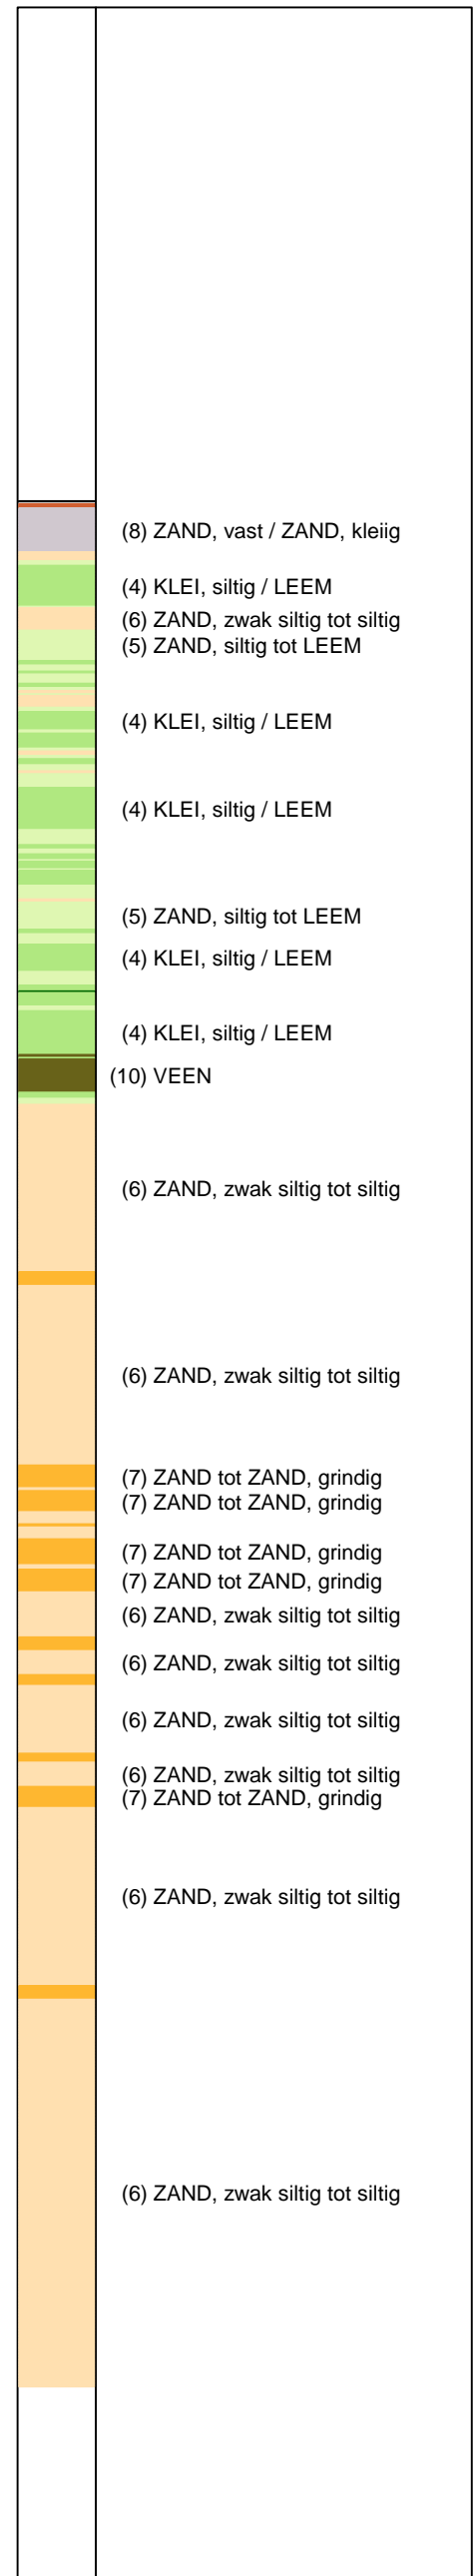 (8) ZAND, vast / ZAND, kleiig
(4) KLEI, siltig / LEEM
(6) ZAND, zwak siltig tot siltig
(5) ZAND, siltig tot LEEM
(4) KLEI, siltig / LEEM
(4) KLEI, siltig / LEEM
(5) ZAND, siltig tot LEEM
(4) KLEI, siltig / LEEM
(4) KLEI, siltig / LEEM
(10) VEEN
(6) ZAND, zwak siltig tot siltig
(6) ZAND, zwak siltig tot siltig
(7) ZAND tot ZAND, grindig
(7) ZAND tot ZAND, grindig
(7) ZAND tot ZAND, grindig
(7) ZAND tot ZAND, grindig
(6) ZAND, zwak siltig tot siltig
(6) ZAND, zwak siltig tot siltig
(6) ZAND, zwak siltig tot siltig
(6) ZAND, zwak siltig tot siltig
(7) ZAND tot ZAND, grindig
(6) ZAND, zwak siltig tot siltig
(6) ZAND, zwak siltig tot siltig